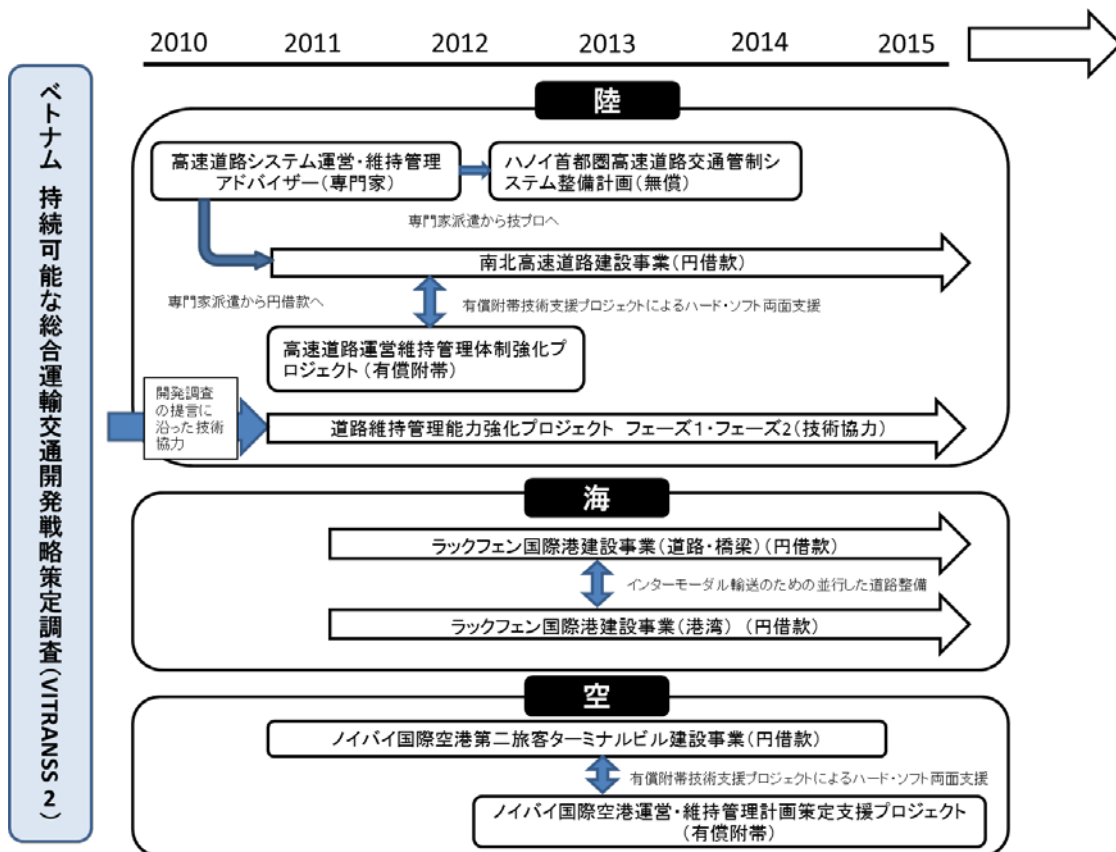 2010 2011 2012 2013 2014 2015
ベトナム 持続可能な総合運輸交通開発戦略策定調査(VITRANSS 2)
陸
高速道路システム運営・維持管理
アドバイザー(専門家)
ハノイ首都圏高速道路交通管制シ
ステム整備計画(無償)
専門家派遣から技プロへ
南北高速道路建設事業(円借款)
専門家派遣から円借款へ
有償附帯技術支援プロジェクトによるハード・ソフト両面支援
高速道路運営維持管理体制強化プ
ロジェクト(有償附帯)
開発調査
の提言に
沿った技術
協力
道路維持管理能力強化プロジェクト フェーズ1・フェーズ2(技術協力)
海
ラックフェン国際港建設事業(道路・橋梁)(円借款)
インターモーダル輸送のための並行した道路整備
ラックフェン国際港建設事業(港湾) (円借款)
空
ノイバイ国際空港第二旅客ターミナルビル建設事業(円借款)
有償附帯技術支援プロジェクトによるハード・ソフト両面支援
ノイバイ国際空港運営・維持管理計画策定支援プロジェクト
(有償附帯)